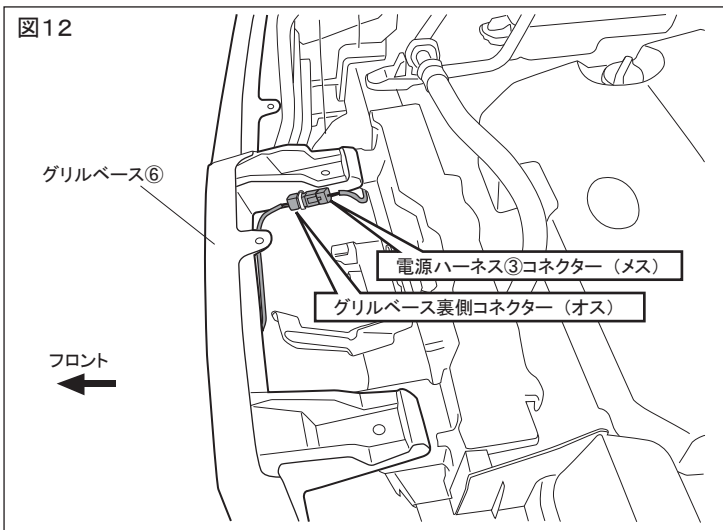 図12
グリルベース⑥
電源ハーネス③コネクター（メス）
グリルベース裏側コネクター（オス）
フロント